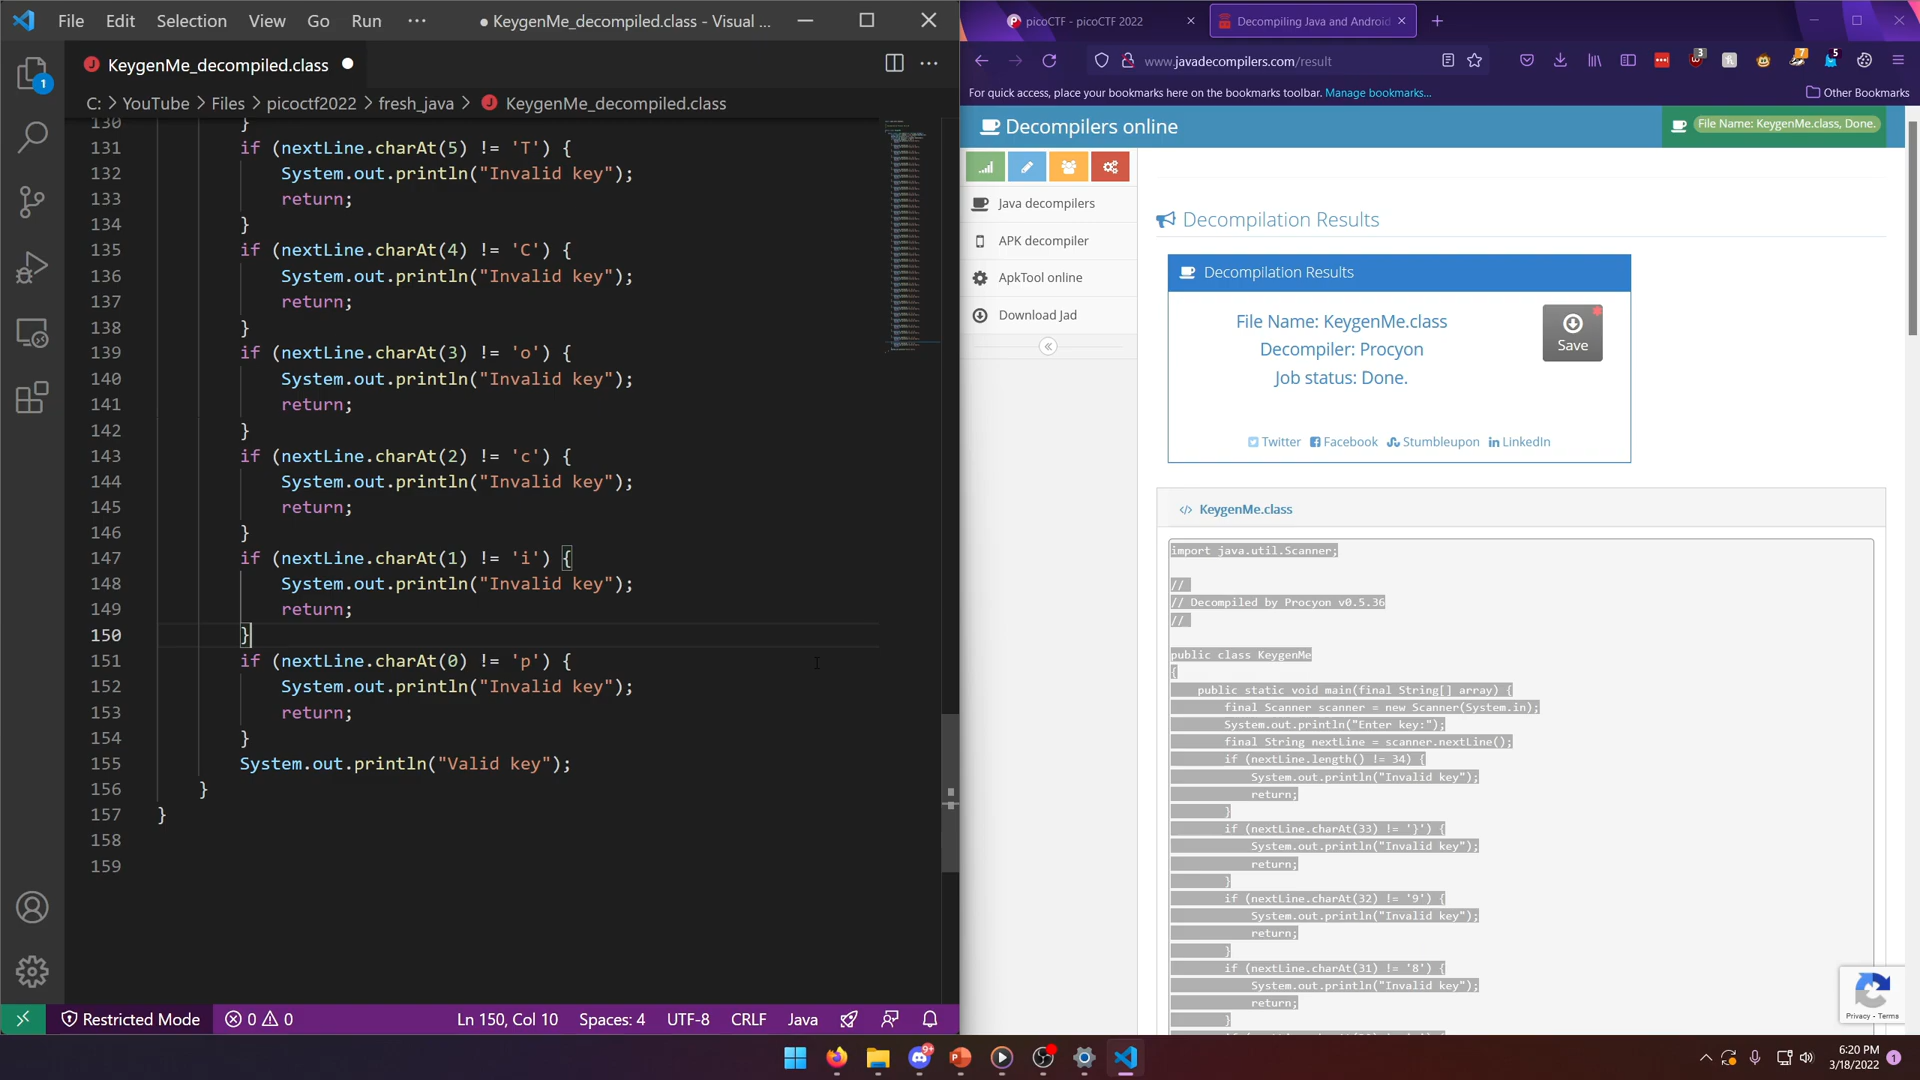 File Edit Selection View Go Run ··· ● KeygenMe_decompiled.class - Visual ...
KeygenMe_decompiled.class ●
C: > YouTube > Files > picoctf2022 > fresh_java > KeygenMe_decompiled.class
130 }
131 if (nextLine.charAt(5) != 'T') {
132 System.out.println("Invalid key");
133 return;
134 }
135 if (nextLine.charAt(4) != 'C') {
136 System.out.println("Invalid key");
137 return;
138 }
139 if (nextLine.charAt(3) != 'o') {
140 System.out.println("Invalid key");
141 return;
142 }
143 if (nextLine.charAt(2) != 'c') {
144 System.out.println("Invalid key");
145 return;
146 }
147 if (nextLine.charAt(1) != 'i') {
148 System.out.println("Invalid key");
149 return;
150 }
151 if (nextLine.charAt(0) != 'p') {
152 System.out.println("Invalid key");
153 return;
154 }
155 System.out.println("Valid key");
156 }
157 }
158
159
1
Restricted Mode 0 0 Ln 150, Col 10 Spaces: 4 UTF-8 CRLF Java
picoCTF - picoCTF 2022
Decompiling Java and Android
www.javadecompilers.com/result
3 7 5
For quick access, place your bookmarks here on the bookmarks toolbar. Manage bookmarks...
Other Bookmarks
Decompilers online
File Name: KeygenMe.class, Done.
Java decompilers
APK decompiler
ApkTool online
Download Jad
Decompilation Results
Decompilation Results
File Name: KeygenMe.class
Decompiler: Procyon
Job status: Done.
Save
Twitter Facebook Stumbleupon LinkedIn
KeygenMe.class
import java.util.Scanner;
//
// Decompiled by Procyon v0.5.36
//
public class KeygenMe
{
public static void main(final String[] array) {
final Scanner scanner = new Scanner(System.in);
System.out.println("Enter key:");
final String nextLine = scanner.nextLine();
if (nextLine.length() != 34) {
System.out.println("Invalid key");
return;
}
if (nextLine.charAt(33) != '}') {
System.out.println("Invalid key");
return;
}
if (nextLine.charAt(32) != '9') {
System.out.println("Invalid key");
return;
}
if (nextLine.charAt(31) != '8') {
System.out.println("Invalid key");
return;
}
Privacy - Terms
9+
6:20 PM
3/18/2022
1